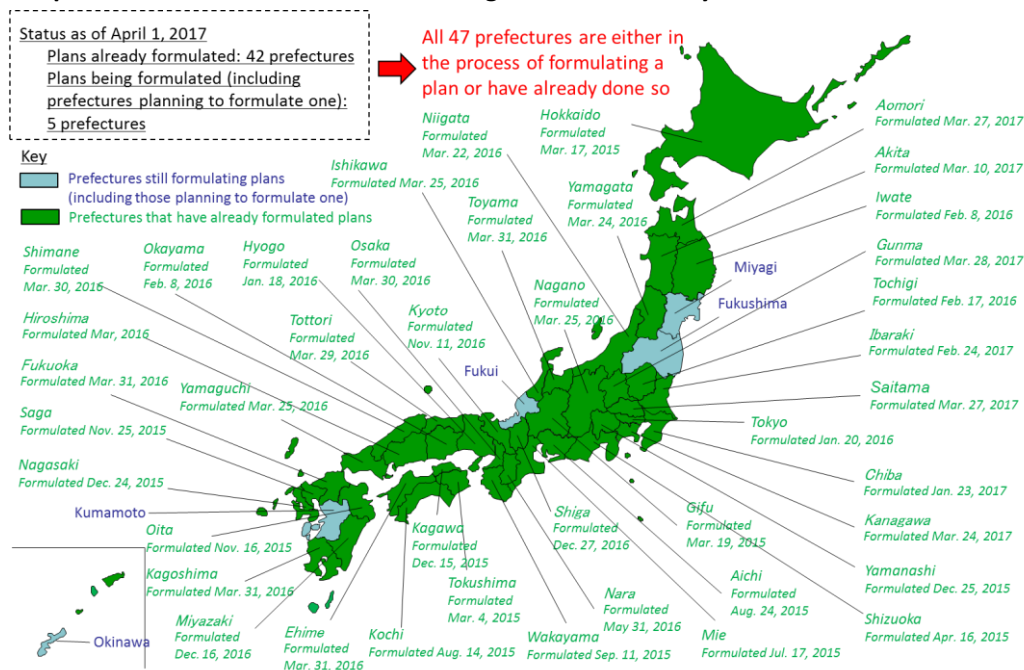 Status as of April 1, 2017
Plans already formulated: 42 prefectures
Plans being formulated (including
prefectures planning to formulate one):
5 prefectures
All 47 prefectures are either in
the process of formulating a
plan or have already done so
Key
Prefectures still formulating plans
(including those planning to formulate one)
Prefectures that have already formulated plans
Niigata
Formulated
Mar. 22, 2016
Hokkaido
Formulated
Mar. 17, 2015
Aomori
Formulated Mar. 27, 2017
Ishikawa
Formulated Mar. 25, 2016
Akita
Formulated Mar. 10, 2017
Toyama
Formulated
Mar. 31, 2016
Yamagata
Formulated
Mar. 24, 2016
Iwate
Formulated Feb. 8, 2016
Shimane
Formulated
Mar. 30, 2016
Okayama
Formulated
Feb. 8, 2016
Hyogo
Formulated
Jan. 18, 2016
Osaka
Formulated
Mar. 30, 2016
Gunma
Formulated Mar. 28, 2017
Miyagi
Tochigi
Formulated Feb. 17, 2016
Nagano
Formulated
Mar. 25, 2016
Fukushima
Hiroshima
Formulated Mar, 2016
Tottori
Formulated
Mar. 29, 2016
Kyoto
Formulated
Nov. 11, 2016
Ibaraki
Formulated Feb. 24, 2017
Fukuoka
Formulated Mar. 31, 2016
Fukui
Yamaguchi
Formulated Mar. 25, 2016
Saitama
Formulated Mar. 27, 2017
Saga
Formulated Nov. 25, 2015
Tokyo
Formulated Jan. 20, 2016
Nagasaki
Formulated Dec. 24, 2015
Chiba
Formulated Jan. 23, 2017
Kumamoto
Shiga
Formulated
Dec. 27, 2016
Gifu
Formulated
Mar. 19, 2015
Kanagawa
Formulated Mar. 24, 2017
Oita
Formulated Nov. 16, 2015
Kagawa
Formulated
Dec. 15, 2015
Kagoshima
Formulated Mar. 31, 2016
Yamanashi
Formulated Dec. 25, 2015
Tokushima
Formulated
Mar. 4, 2015
Aichi
Formulated
Aug. 24, 2015
Nara
Formulated
May 31, 2016
Shizuoka
Formulated Apr. 16, 2015
Miyazaki
Formulated
Dec. 16, 2016
Okinawa
Ehime
Formulated
Mar. 31, 2016
Kochi
Formulated Aug. 14, 2015
Wakayama
Formulated Sep. 11, 2015
Mie
Formulated Jul. 17, 2015